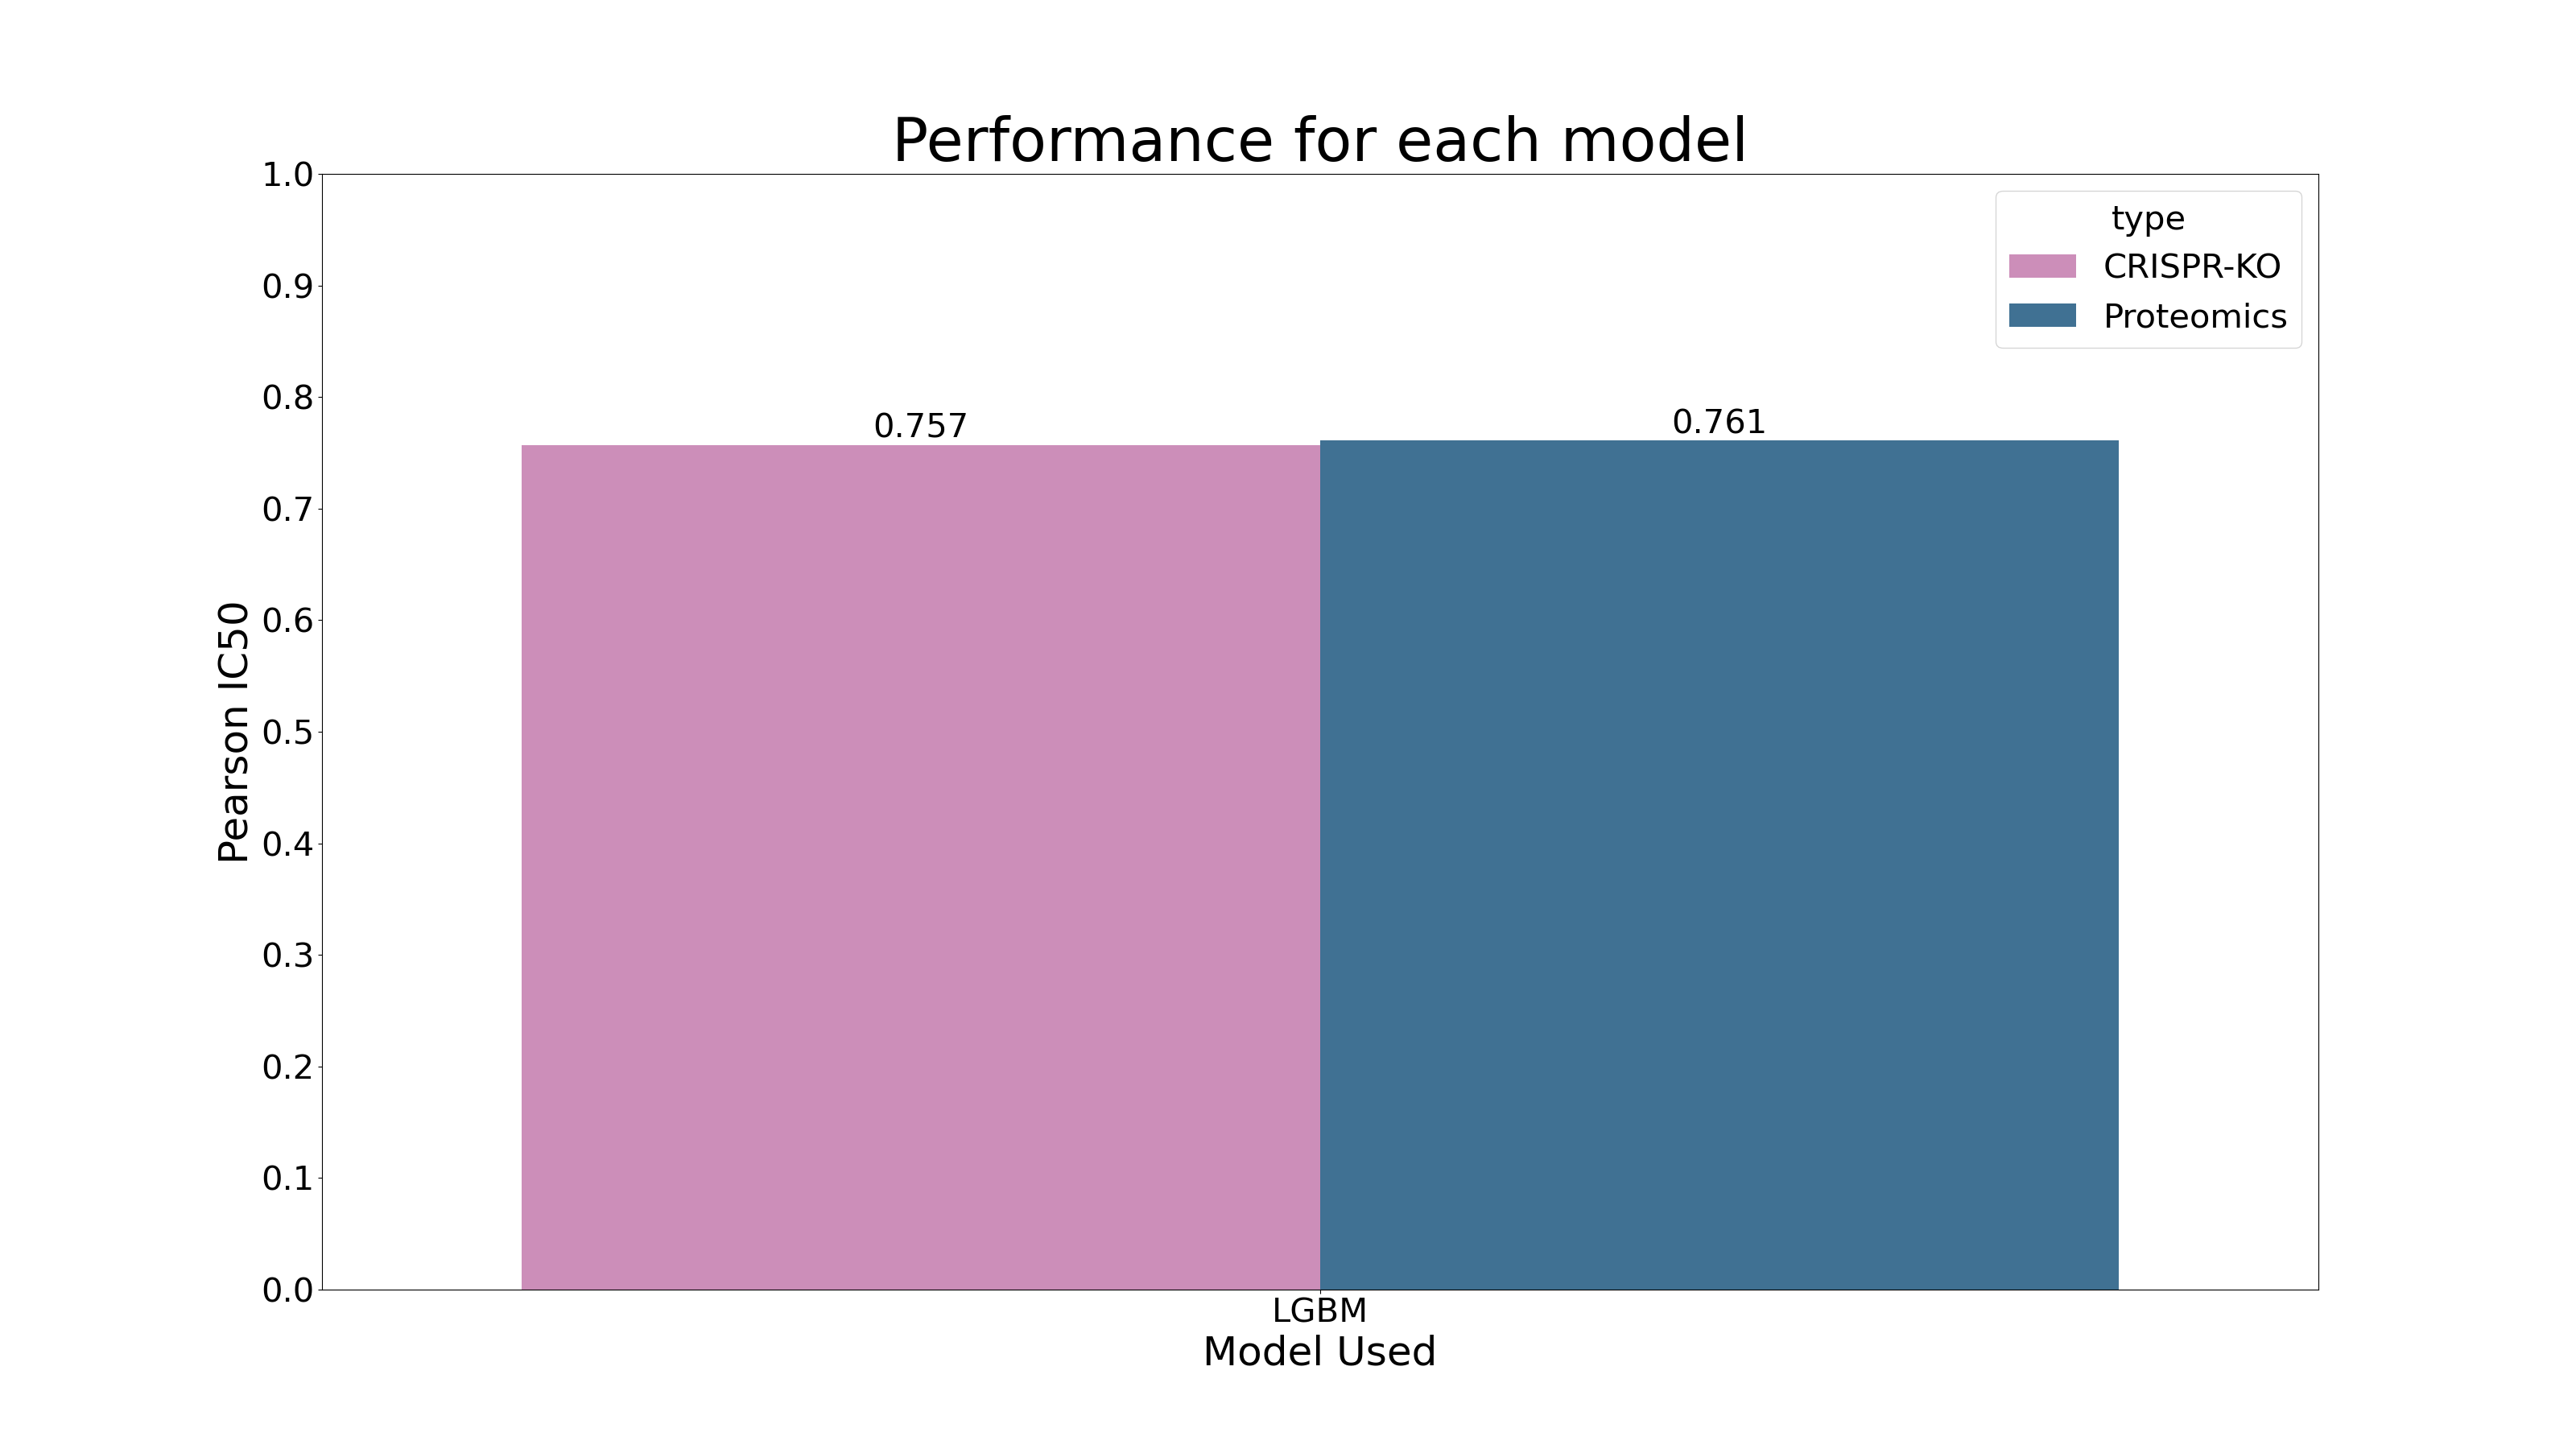 Performance for each model
1.0
0.9
0.8
0.7
0.6
0.5
0.4
0.3
0.2
0.1
0.0
Pearson IC50
type
CRISPR-KO
Proteomics
0.757
0.761
LGBM
Model Used